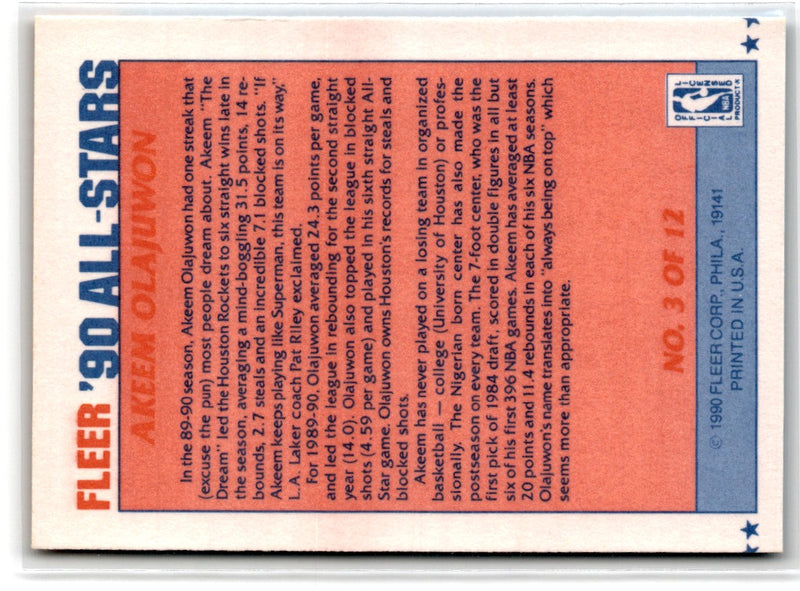 FLEER '90 ALL-STARS
AKEEM OLAJUWON
In the 89-90 season, Akeem Olajuwon had one streak that
(excuse the pun) most people dream about. Akeem "The
Dream" led the Houston Rockets to six straight wins late in
the season, averaging a mind-boggling 31.5 points, 14 re-
bounds, 2.7 steals and an incredible 7.1 blocked shots. "If
Akeem keeps playing like Superman, this team is on its way,"
L.A. Laker coach Pat Riley exclaimed.
For 1989-90, Olajuwon averaged 24.3 points per game,
and led the league in rebounding for the second straight
year (14.0). Olajuwon also topped the league in blocked
shots (4.59 per game) and played in his sixth straight All-
Star game. Olajuwon owns Houston's records for steals and
blocked shots.
Akeem has never played on a losing team in organized
basketball — college (University of Houston) or profes-
sionally. The Nigerian born center has also made the
postseason on every team. The 7-foot center, who was the
first pick of 1984 draft, scored in double figures in all but
six of his first 396 NBA games. Akeem has averaged at least
20 points and 11.4 rebounds in each of his six NBA seasons.
Olajuwon's name translates into "always being on top" which
seems more than appropriate.
NO. 3 OF 12
© 1990 FLEER CORP., PHILA., 19141
PRINTED IN U.S.A.
OFFICIAL
LICENSED
NBA
PRODUCT